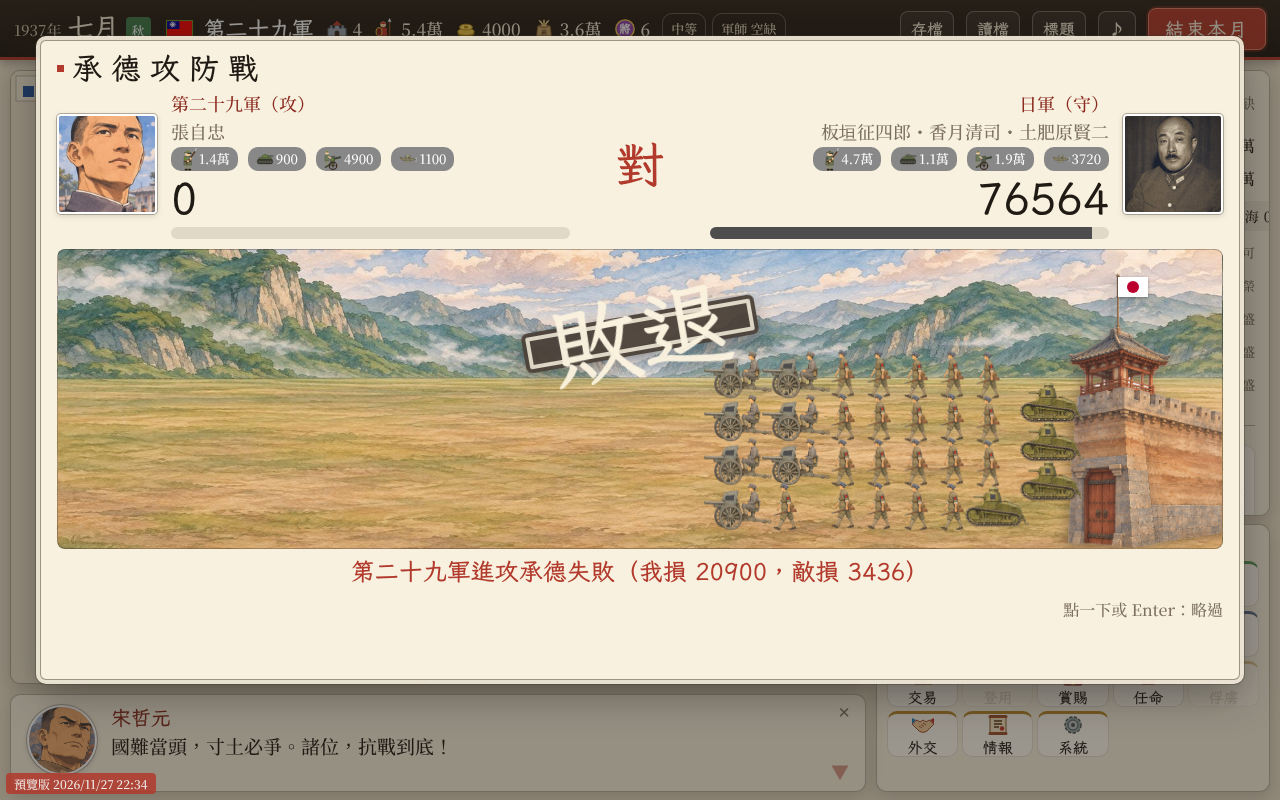 1937年 七月 秋 第二十九軍 4 5.4萬 4000 3.6萬 將 6 中等 軍師 空缺 存檔 讀檔 標題 ♪ 結束本月
承德攻防戰
第二十九軍（攻）
張自忠
1.4萬 900 4900 1100
0
對
日軍（守）
板垣征四郎・香月清司・土肥原賢二
4.7萬 1.1萬 1.9萬 3720
76564
敗退
第二十九軍進攻承德失敗（我損 20900，敵損 3436）
點一下或 Enter：略過
宋哲元
國難當頭，寸土必爭。諸位，抗戰到底！
交易 登用 賞賜 任命 俘虜
外交 情報 系統
預覽版 2026/11/27 22:34